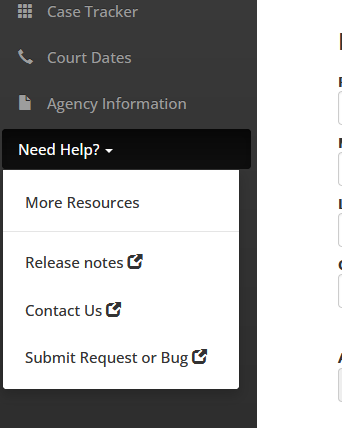 Case Tracker
Court Dates
Agency Information
Need Help?
More Resources
Release notes
Contact Us
Submit Request or Bug